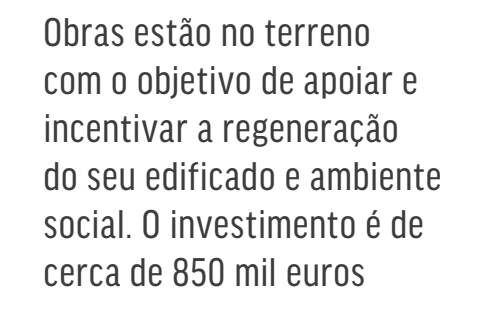 Obras estão no terreno
com o objetivo de apoiar e
incentivar a regeneração
do seu edificado e ambiente
social. O investimento é de
cerca de 850 mil euros